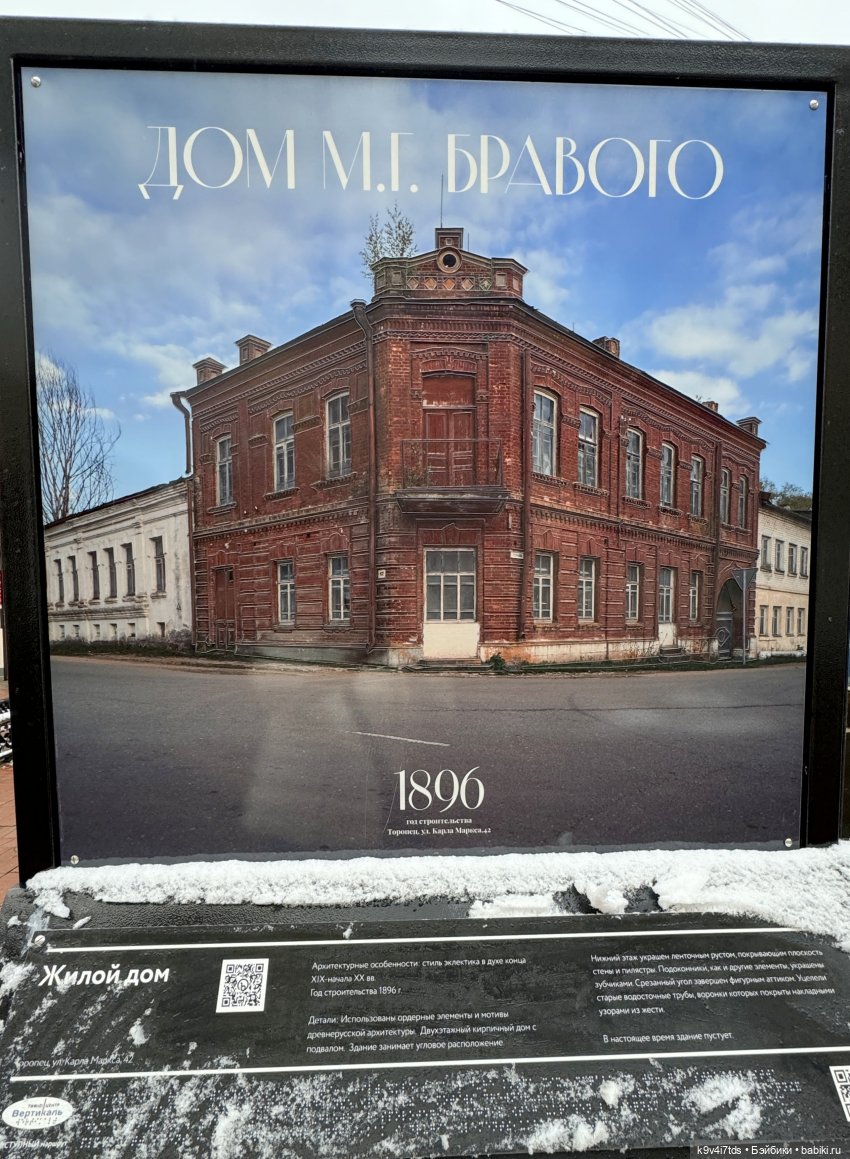 ДОМ М.Г. БРАВОГО
1896
год строительства
Торопец, ул. Карла Маркса,42
Жилой дом
Архитектурные особенности: стиль эклектика в духе конца
XIX-начала XX вв.
Год строительства 1896 г.
Детали: Использованы ордерные элементы и мотивы
древнерусской архитектуры. Двухэтажный кирпичный дом с
подвалом. Здание занимает угловое расположение
Нижний этаж украшен ленточным рустом, покрывающим плоскость
стены и пилястры. Подоконники, как и другие элементы, украшены
зубчиками. Срезанный угол завершен фигурным аттиком. Уцелели
старые водосточные трубы, воронки которых покрыты накладными
узорами из жести.
В настоящее время здание пустует.
Торопец, ул. Карла Маркса, 42
Вертикаль
k9v4i7tds • Бэйбики • babiki.ru